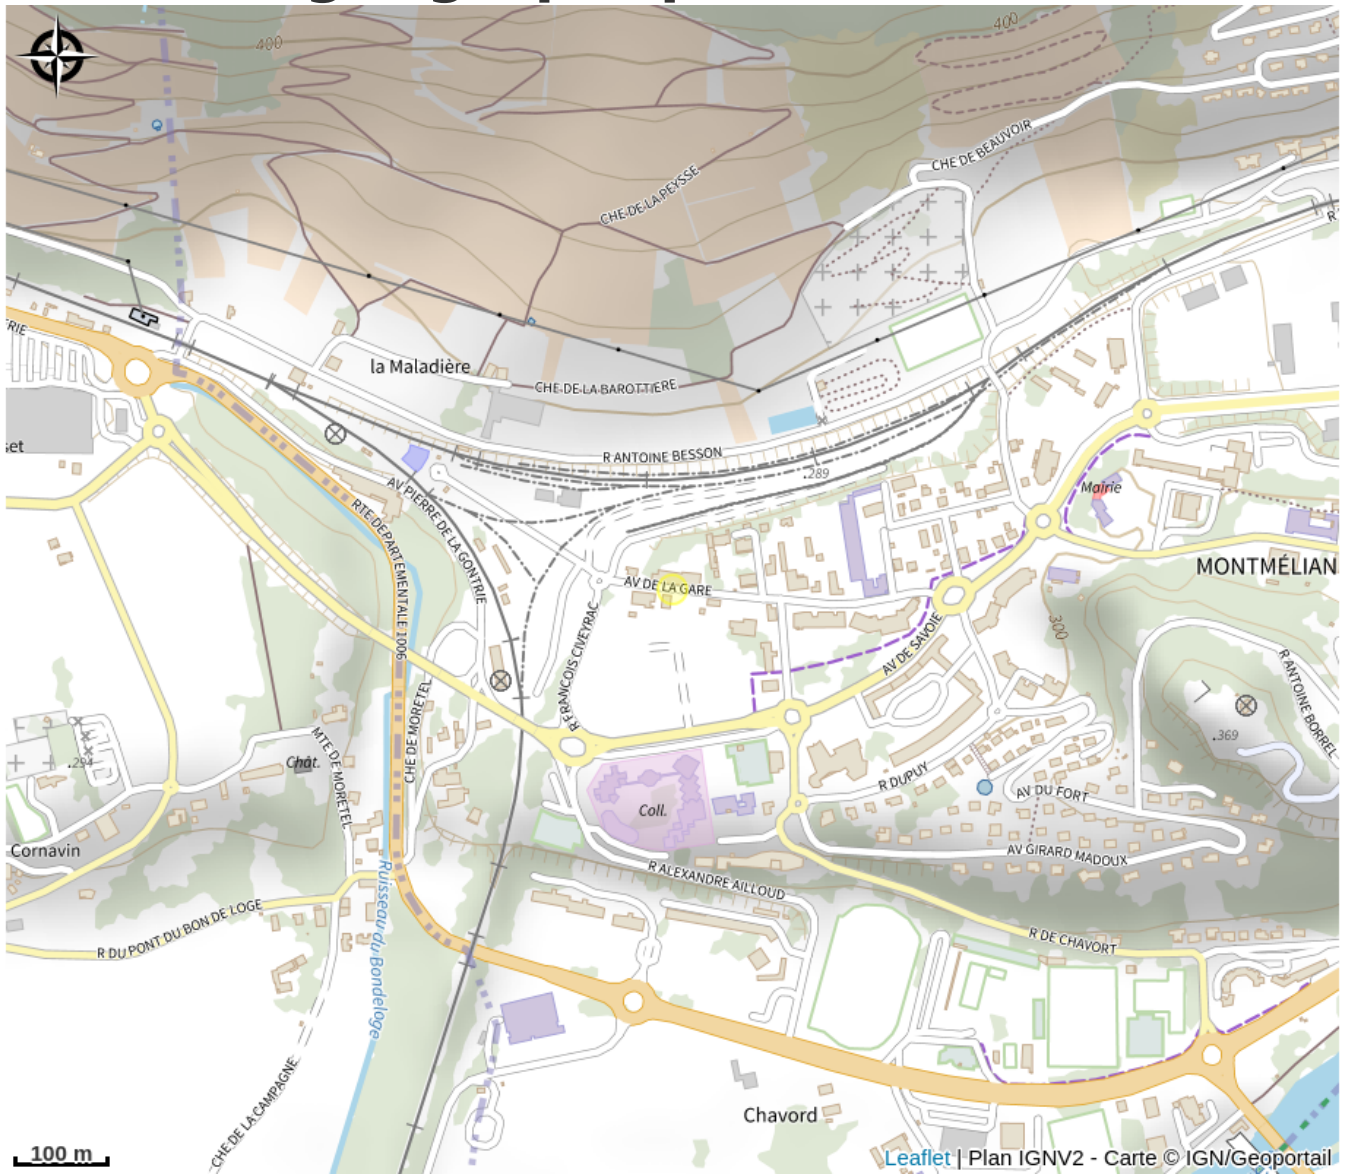 400
400
CHE DE BEAUVOIR
CHE DE LA PEYSSE
la Maladière
CHE DE LA BAROTTIERE
R ANTOINE BESSON
.289
Mairie
AV PIERRE DE LA GONTRIE
RTE DEPARTEMENTALE 1006
AV DE LA GARE
MONTMÉLIAN
R FRANCOIS CIVEYRAC
AV DE SAVOIE
300
R ANTOINE BORREL
.369
CHE DE MORETEL
MTE DE MORETEL
Chât.
.294
R DUPUY
AV DU FORT
Coll.
Cornavin
AV GIRARD MADOUX
R ALEXANDRE AILLOUD
R DU PONT DU BON DE LOGE
R DE CHAVORT
Ruisseau du Bondeloge
CHE DE LA CAMPAGNE
Chavord
100 m
Leaflet | Plan IGNV2 - Carte © IGN/Geoportail